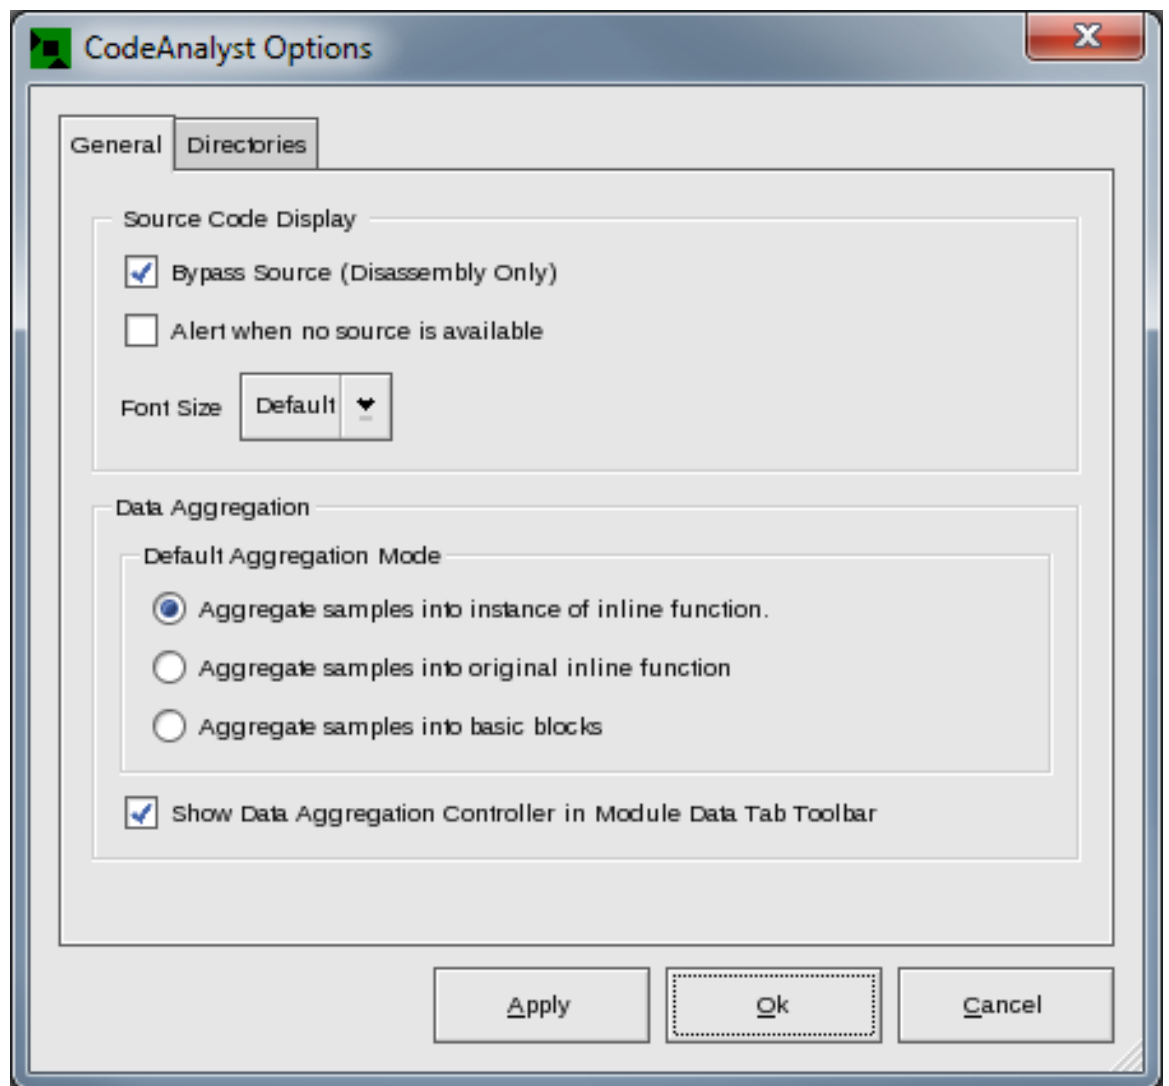 CodeAnalyst Options
General
Directories
Source Code Display
Bypass Source (Disassembly Only)
Alert when no source is available
Font Size
Default
Data Aggregation
Default Aggregation Mode
Aggregate samples into instance of inline function.
Aggregate samples into original inline function
Aggregate samples into basic blocks
Show Data Aggregation Controller in Module Data Tab Toolbar
Apply
Ok
Cancel